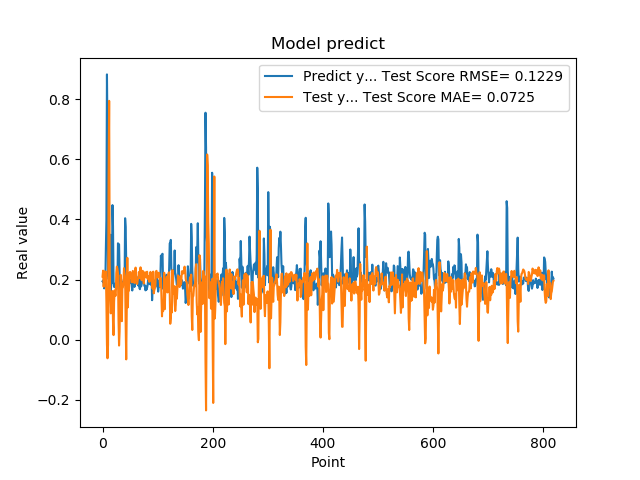 Model predict
Predict y... Test Score RMSE= 0.1229
Test y... Test Score MAE= 0.0725
Real value
0.8
0.6
0.4
0.2
0.0
−0.2
0 200 400 600 800
Point